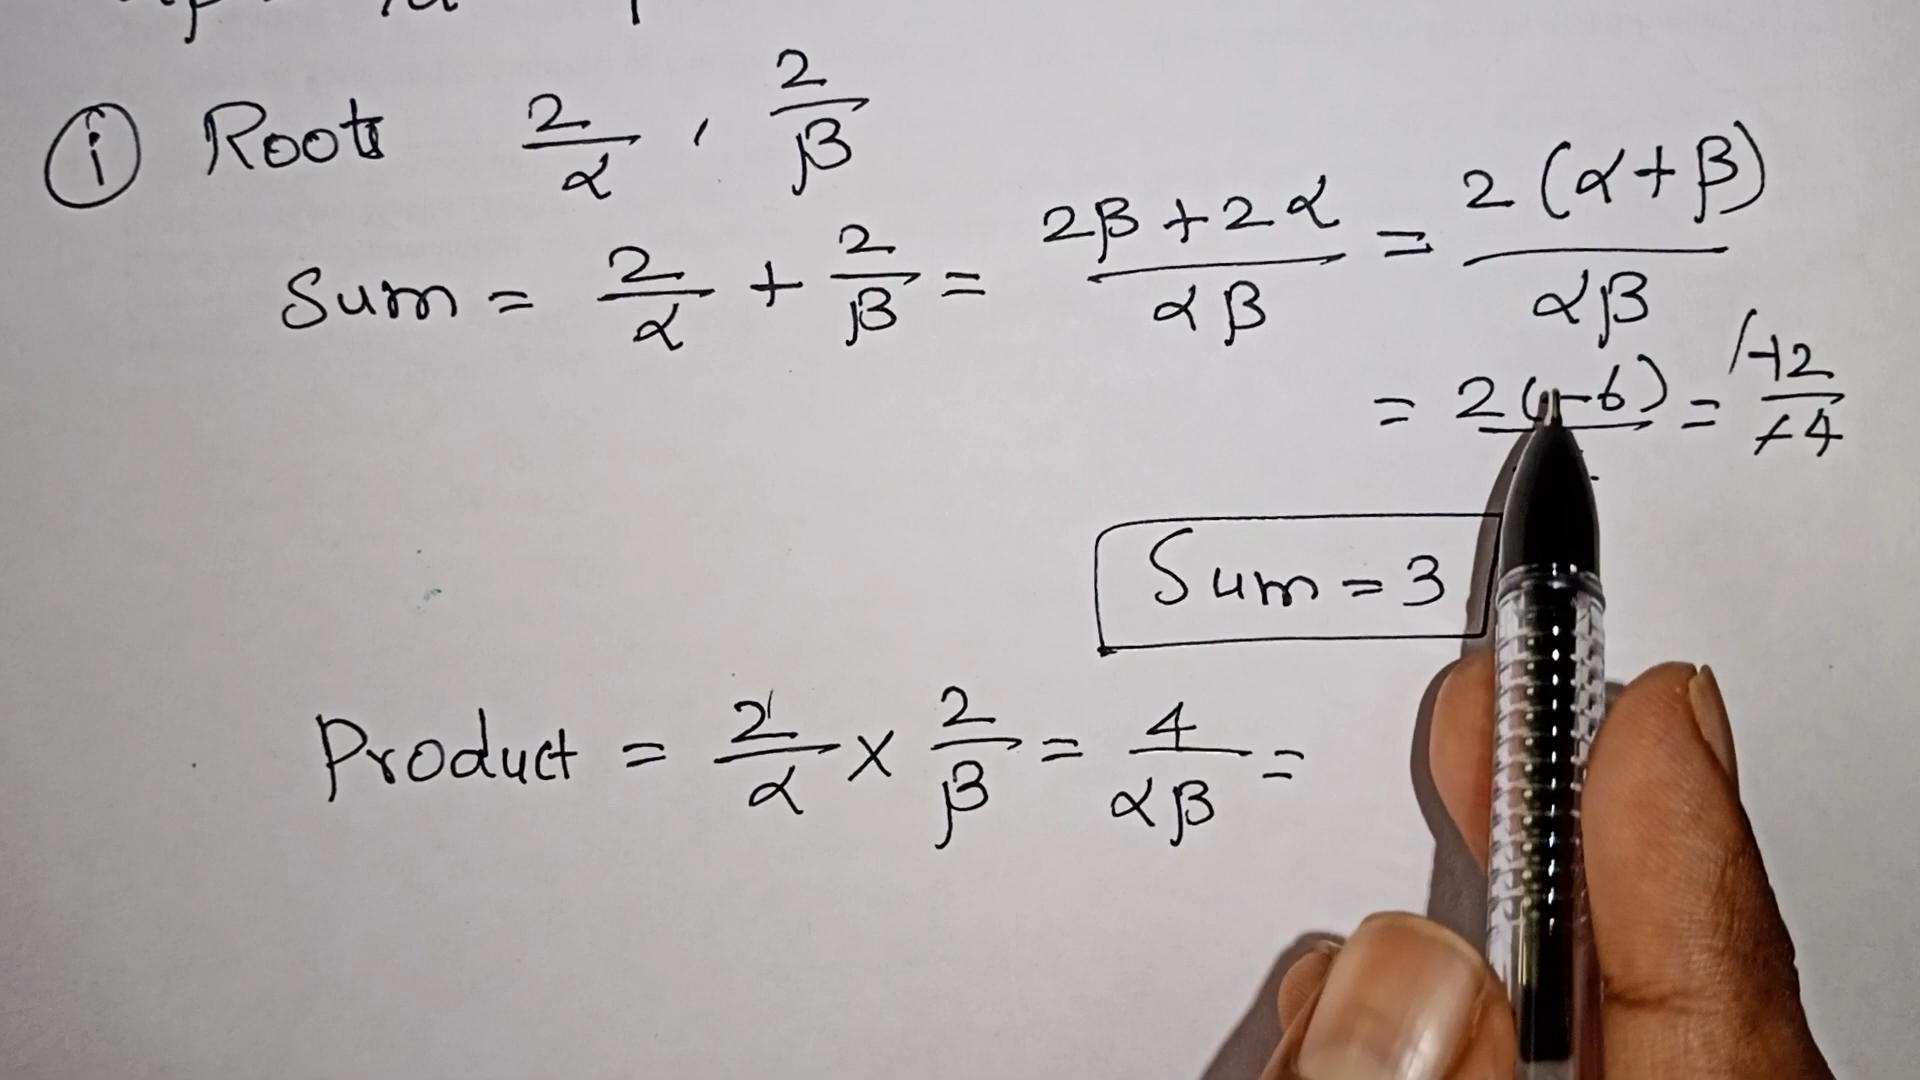 ⓘ Roots 2/α , 2/β
Sum = 2/α + 2/β = 2β+2α/αβ = 2(α+β)/αβ
= 2(-6) = -12/-4
Sum = 3
Product = 2/α × 2/β = 4/αβ =